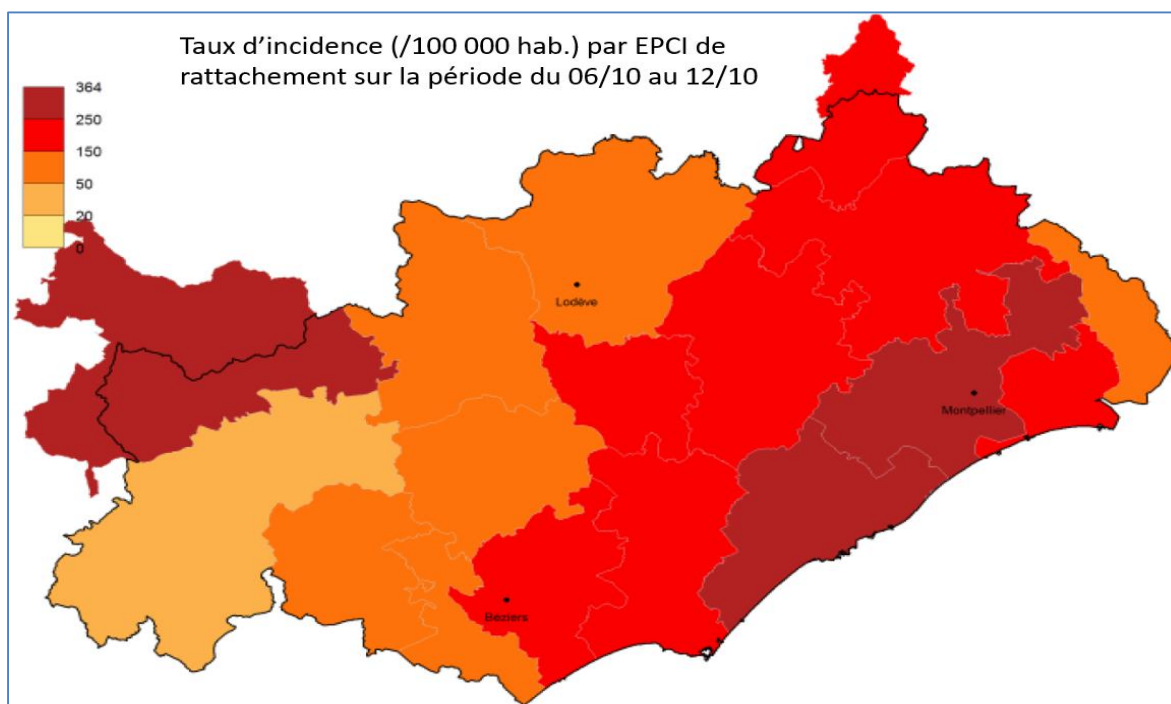 Taux d’incidence (/100 000 hab.) par EPCI de
rattachement sur la période du 06/10 au 12/10
364
250
150
50
20
0
Lodève
Montpellier
Béziers